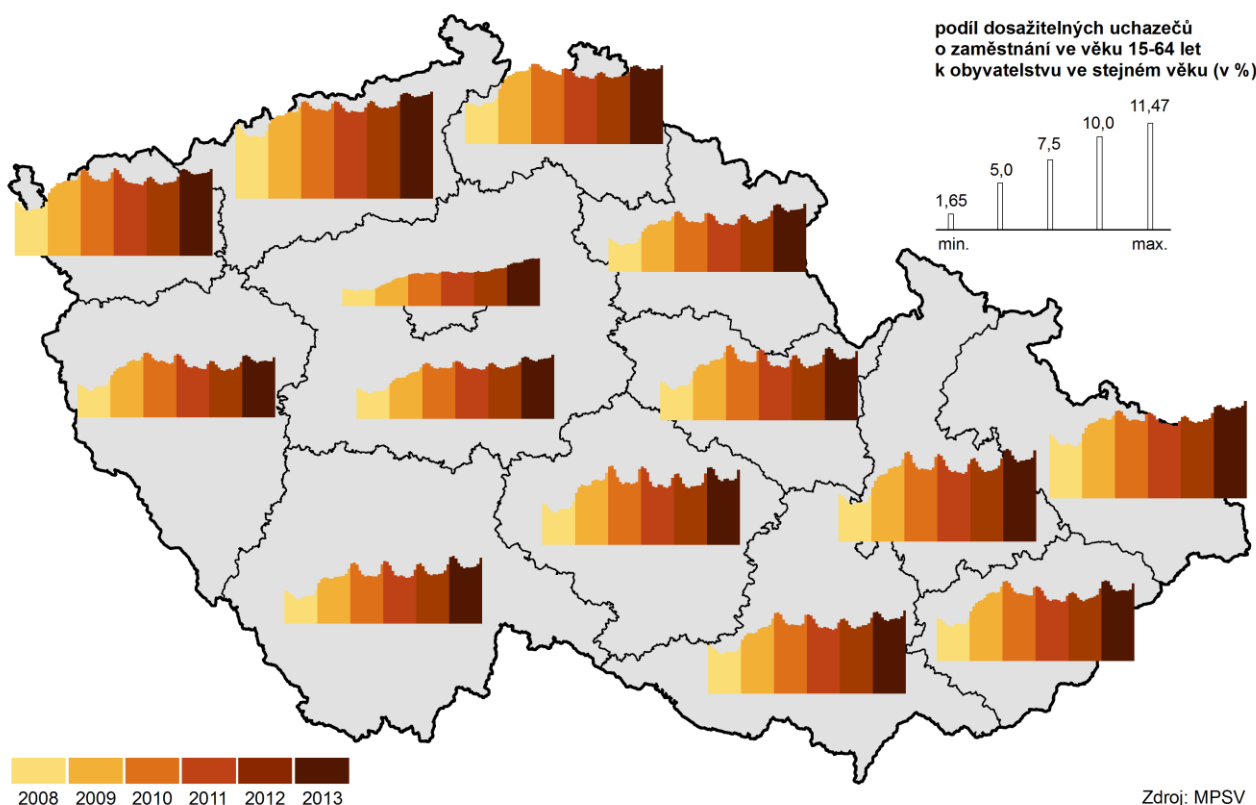 podíl dosažitelných uchazečů
o zaměstnání ve věku 15-64 let
k obyvatelstvu ve stejném věku (v %)
1,65
5,0
7,5
10,0
11,47
min.
max.
2008
2009
2010
2011
2012
2013
Zdroj: MPSV